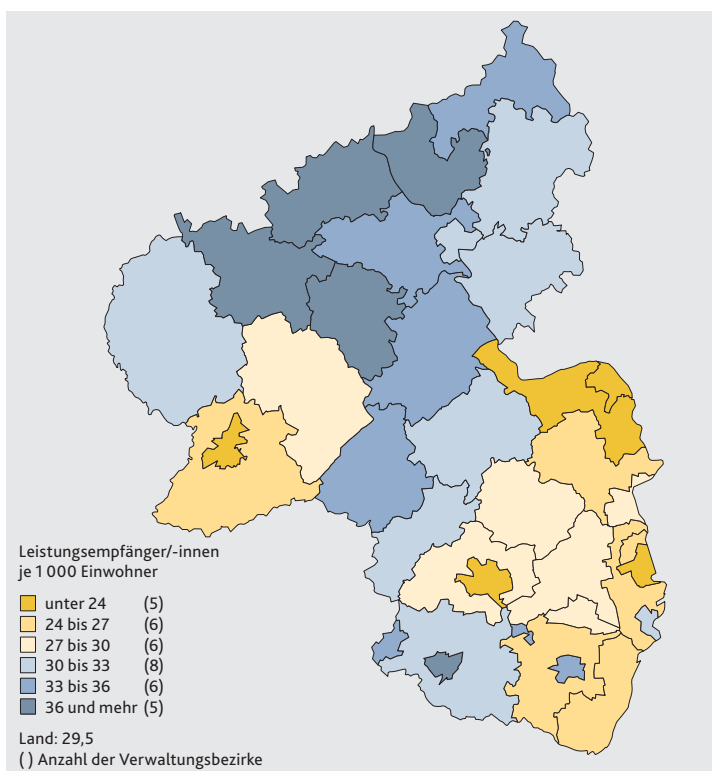 Leistungsempfänger/-innen
je 1 000 Einwohner
unter 24 (5)
24 bis 27 (6)
27 bis 30 (6)
30 bis 33 (8)
33 bis 36 (6)
36 und mehr (5)
Land: 29,5
( ) Anzahl der Verwaltungsbezirke